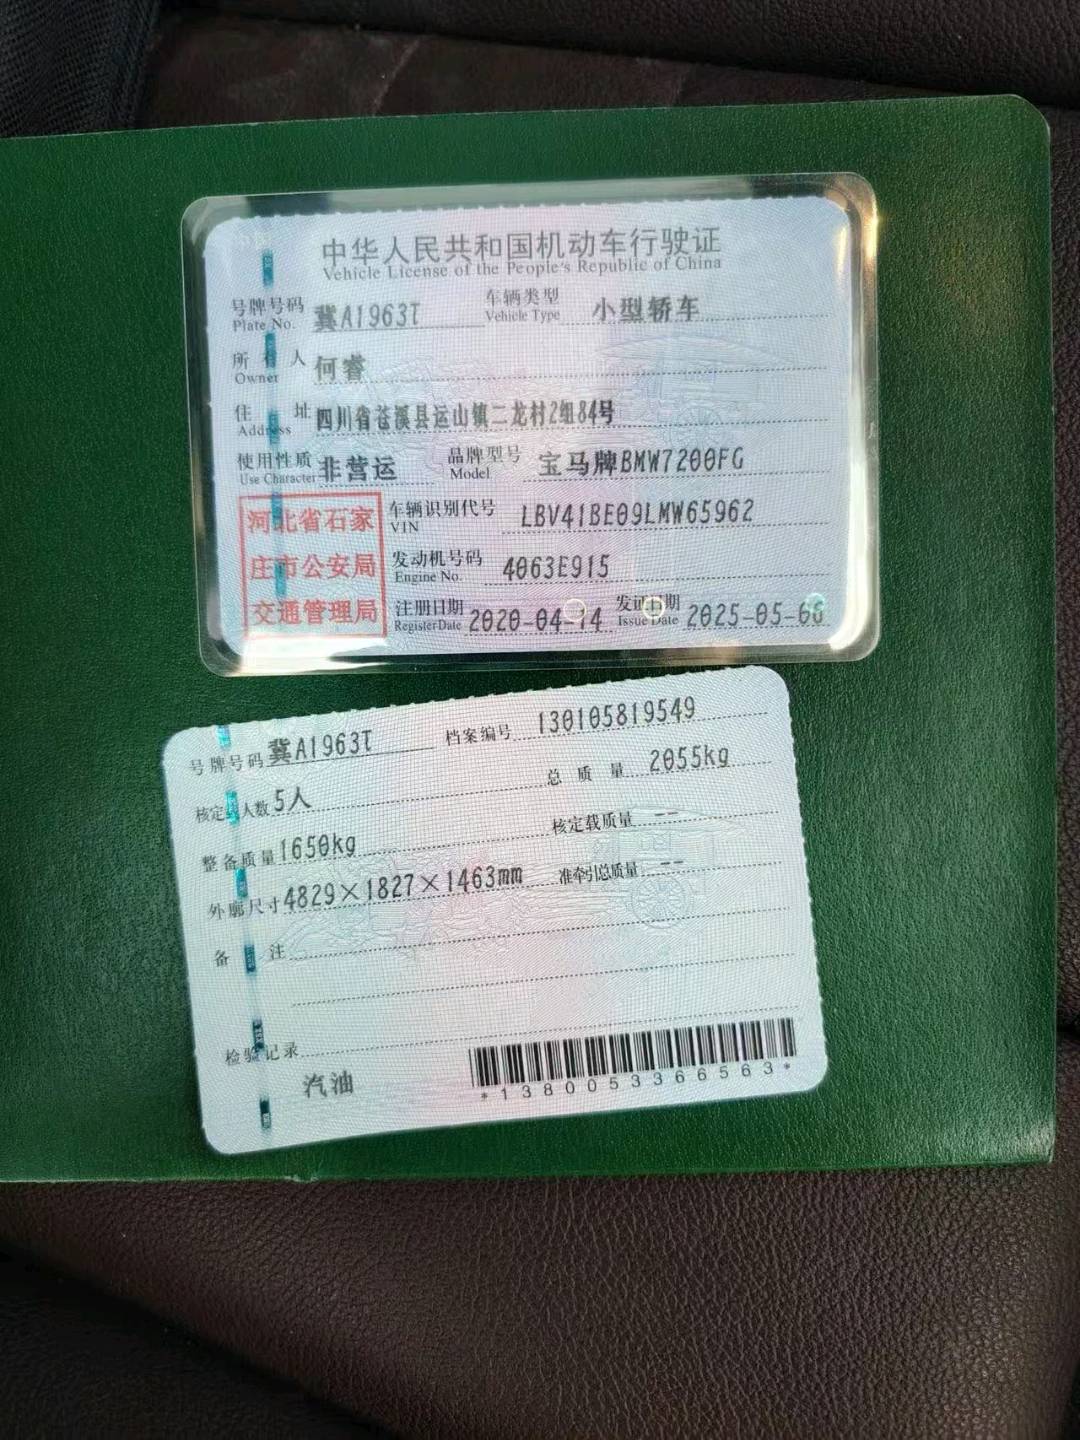 中华人民共和国机动车行驶证
Vehicle License of the People's Republic of China
号牌号码 冀A1963T 车辆类型 小型轿车
Plate No. Vehicle Type
所有人 何睿
Owner
住址 四川省苍溪县运山镇二龙村2组84号
Address
使用性质 非营运 品牌型号 宝马牌BMW7200FG
Use Character Model
河北省石家
庄市公安局
交通管理局
车辆识别代号 LBV41BE09LMW65962
VIN
发动机号码 4063E915
Engine No.
注册日期 2020-04-14 发证日期 2025-05-06
Register Date Issue Date
号牌号码 冀A1963T 档案编号 130105819549
核定载人数 5人 总质量 2055kg
整备质量 1650kg 核定载质量 --
外廓尺寸 4829×1827×1463mm 准牵引总质量 --
备注
检验记录
汽油
*1380053366563*